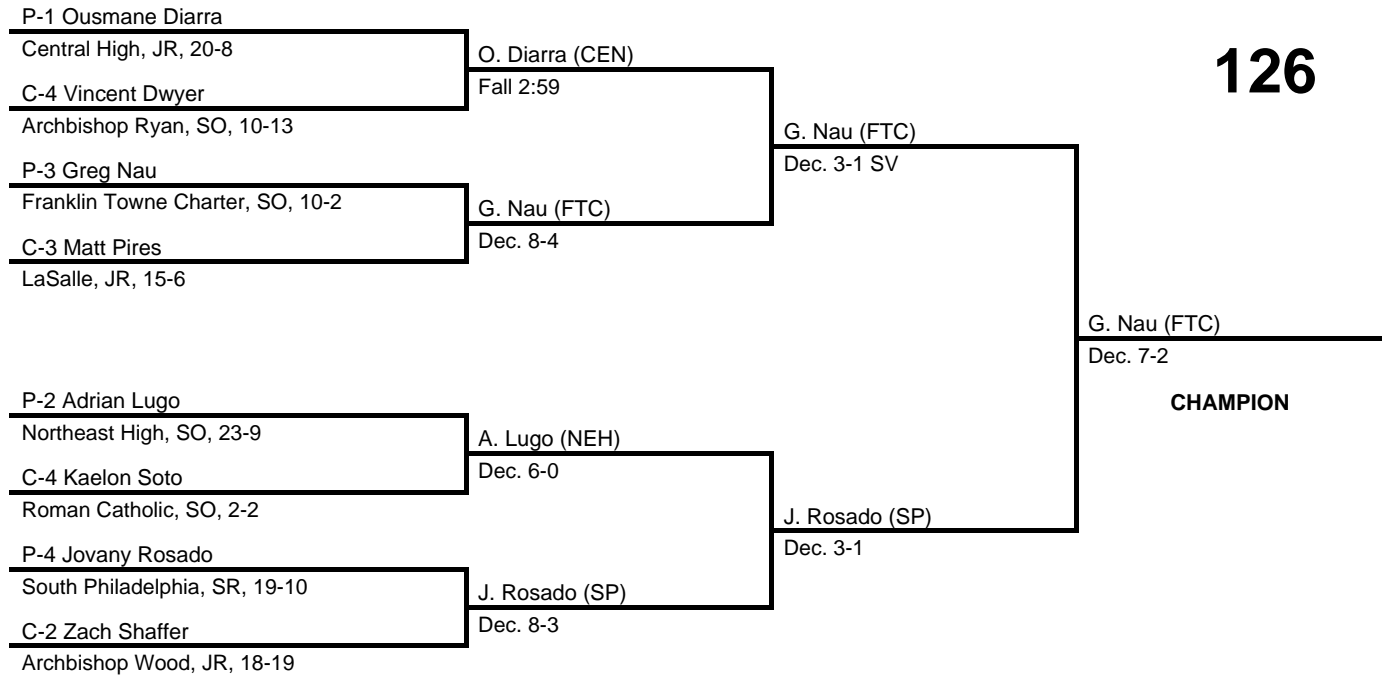 P-1 Ousmane Diarra
Central High, JR, 20-8
O. Diarra (CEN)
Fall 2:59
126
C-4 Vincent Dwyer
Archbishop Ryan, SO, 10-13
G. Nau (FTC)
Dec. 3-1 SV
P-3 Greg Nau
Franklin Towne Charter, SO, 10-2
G. Nau (FTC)
Dec. 8-4
C-3 Matt Pires
LaSalle, JR, 15-6
G. Nau (FTC)
Dec. 7-2
CHAMPION
P-2 Adrian Lugo
Northeast High, SO, 23-9
A. Lugo (NEH)
Dec. 6-0
C-4 Kaelon Soto
Roman Catholic, SO, 2-2
J. Rosado (SP)
Dec. 3-1
P-4 Jovany Rosado
South Philadelphia, SR, 19-10
J. Rosado (SP)
Dec. 8-3
C-2 Zach Shaffer
Archbishop Wood, JR, 18-19